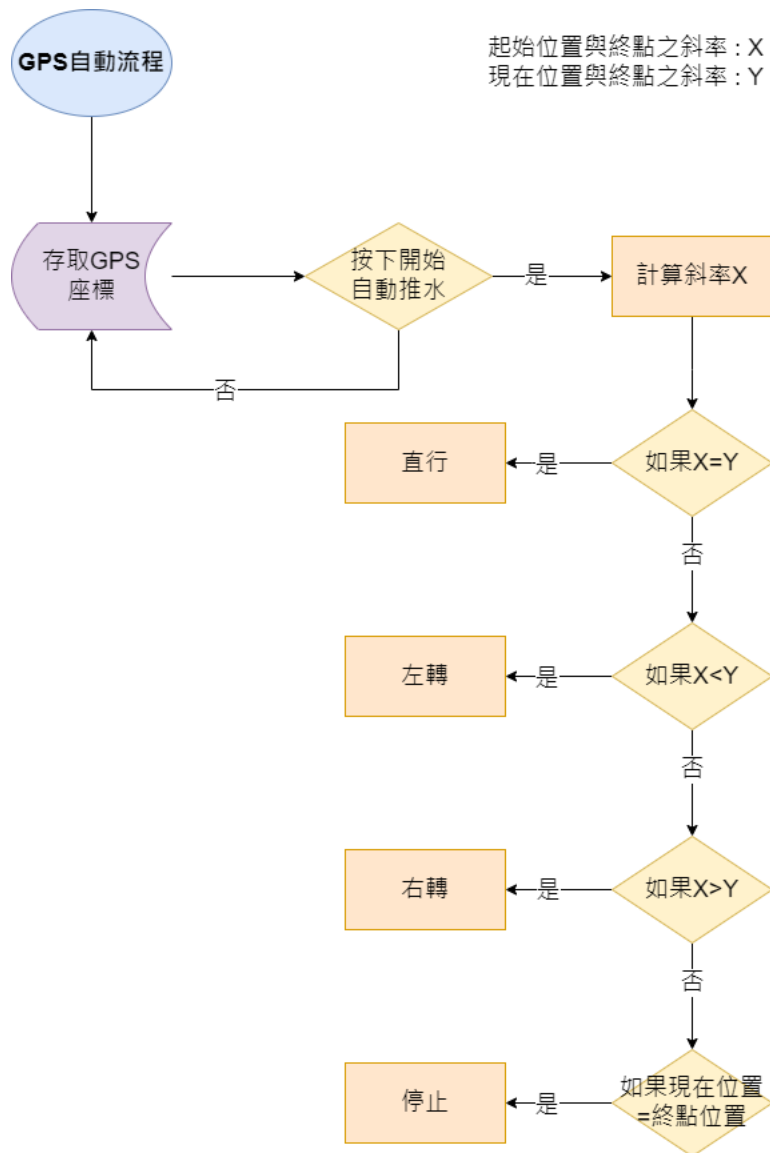 GPS自動流程
起始位置與終點之斜率 : X
現在位置與終點之斜率 : Y
存取GPS
座標
按下開始
自動推水
是
計算斜率X
否
直行
是
如果X=Y
否
左轉
是
如果X<Y
否
右轉
是
如果X>Y
否
停止
是
如果現在位置
=終點位置